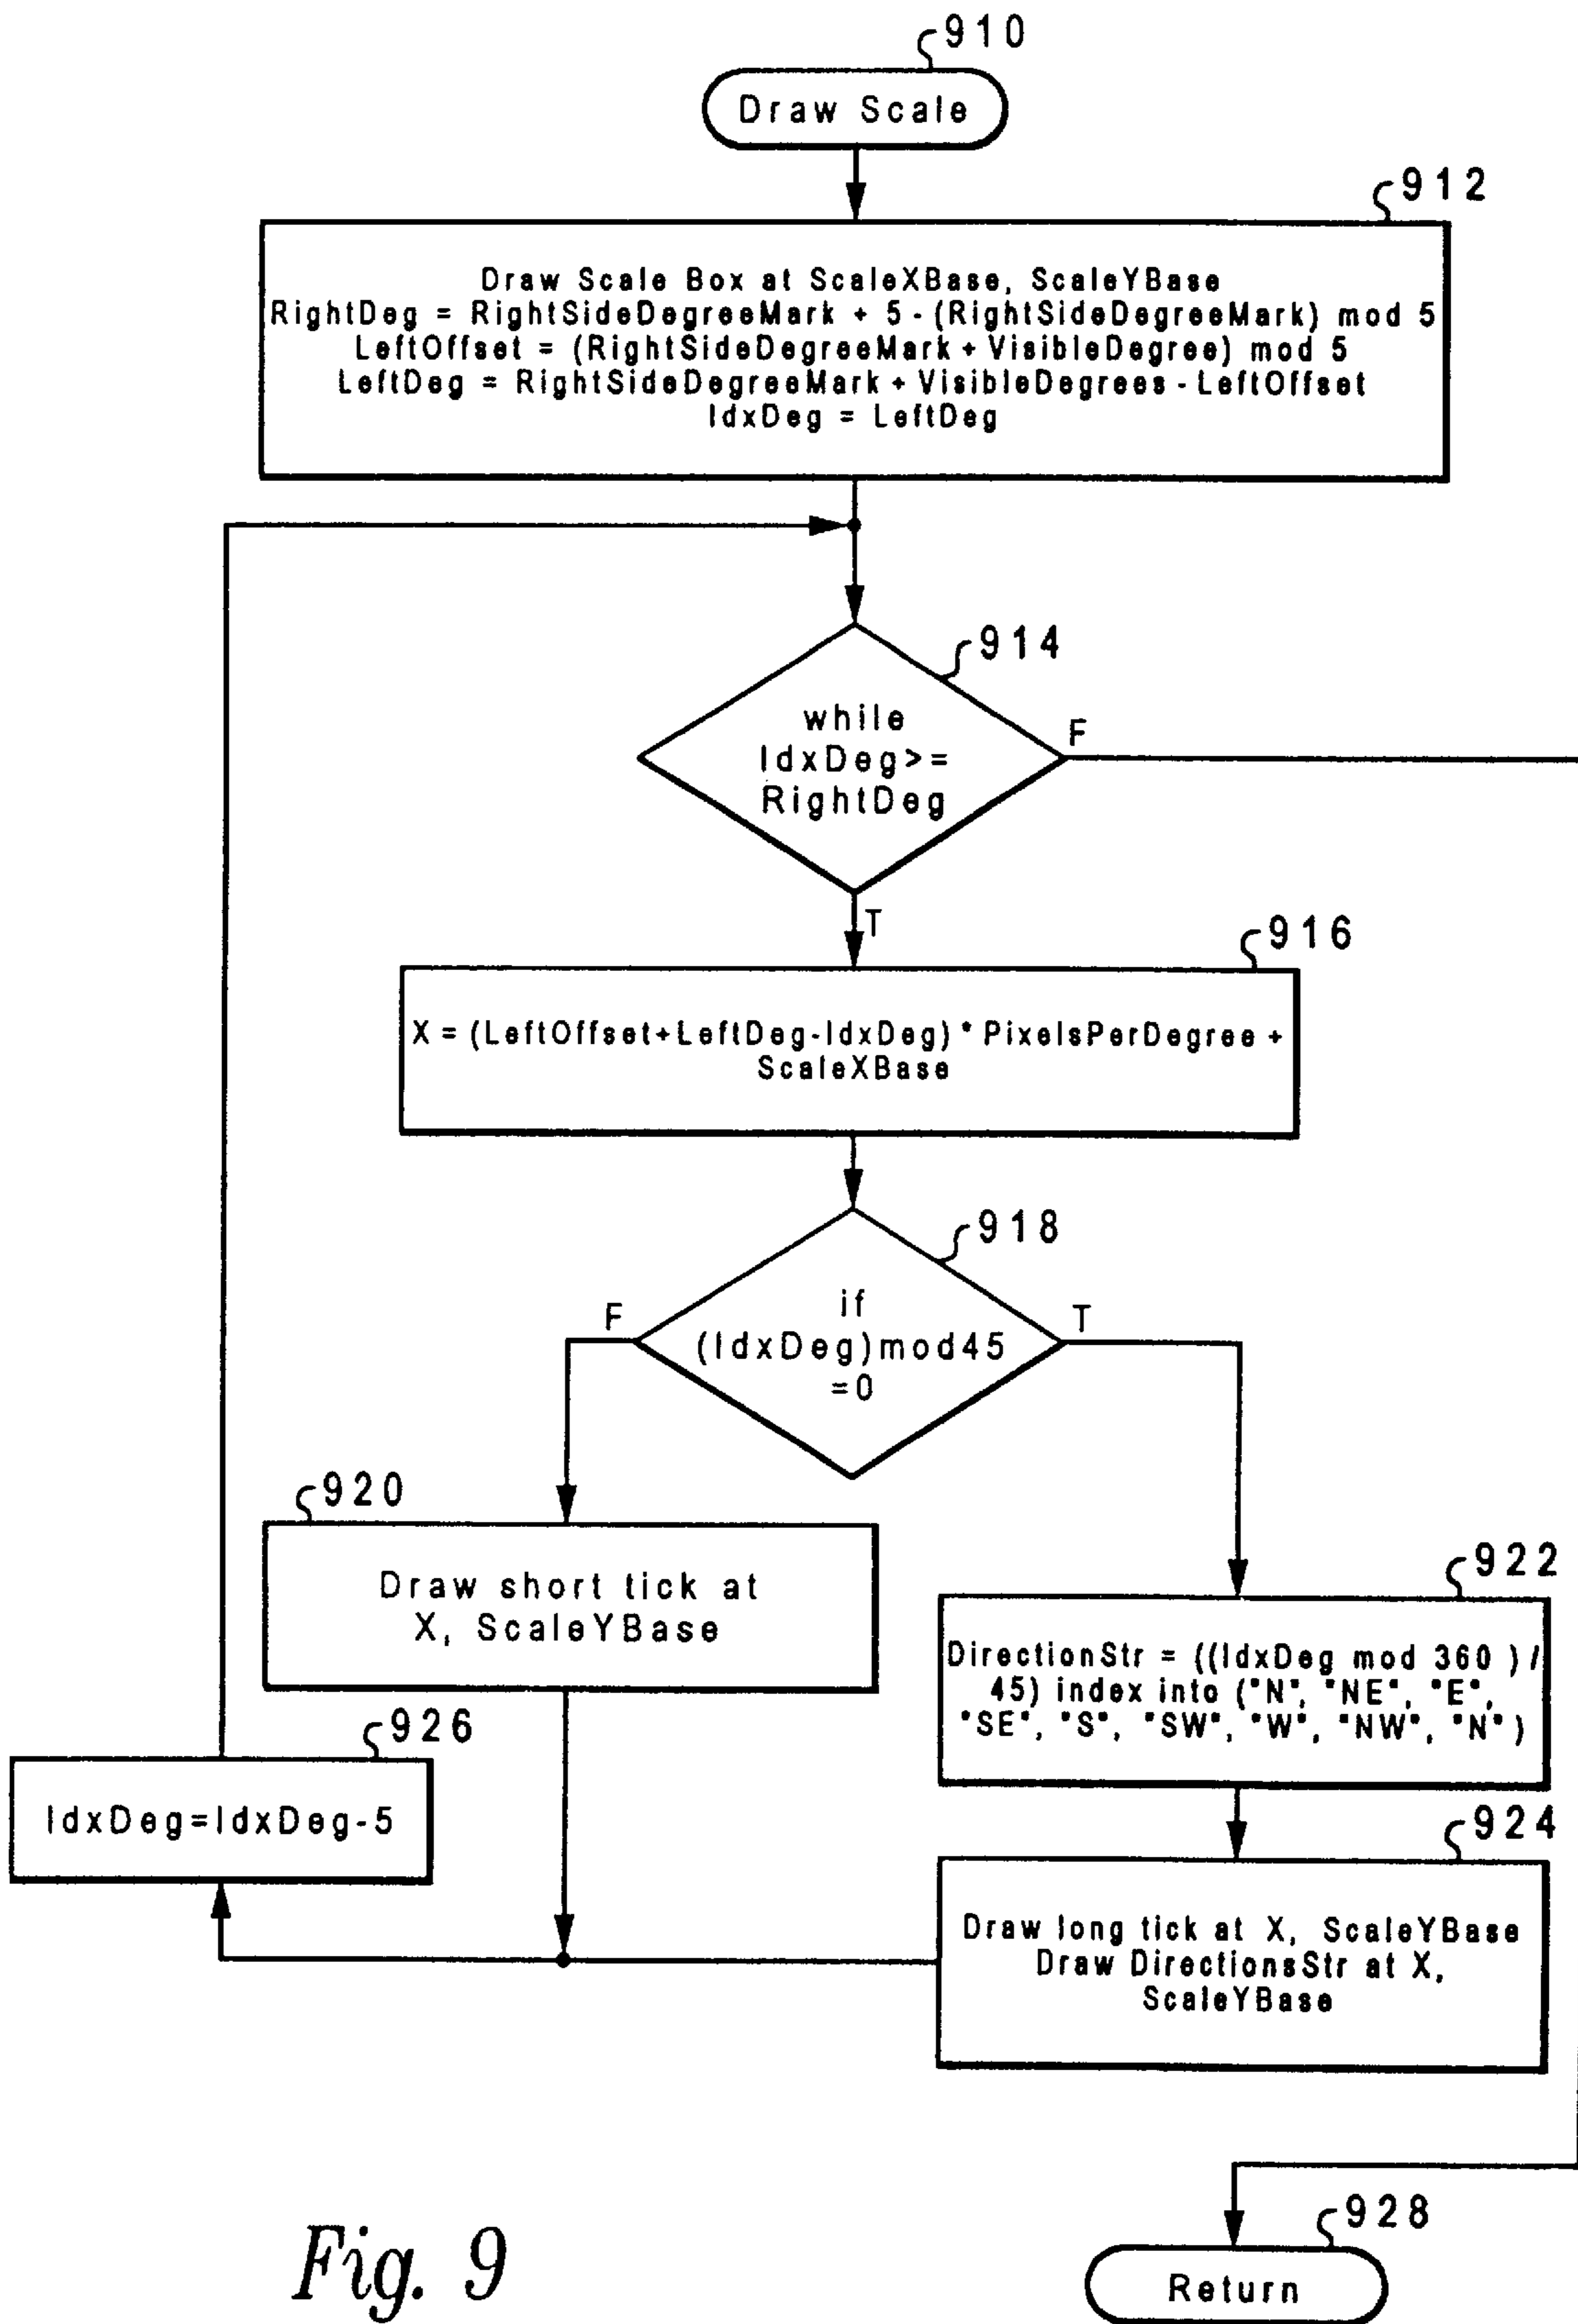 910
Draw Scale
912
Draw Scale Box at ScaleXBase, ScaleYBase
RightDeg = RightSideDegreeMark + 5 - (RightSideDegreeMark) mod 5
LeftOffset = (RightSideDegreeMark + VisibleDegree) mod 5
LeftDeg = RightSideDegreeMark + VisibleDegrees - LeftOffset
IdxDeg = LeftDeg
914
while
IdxDeg>=
RightDeg
F
T
916
X = (LeftOffset+LeftDeg-IdxDeg) * PixelsPerDegree +
ScaleXBase
918
if
(IdxDeg)mod45
=0
F
T
920
Draw short tick at
X, ScaleYBase
922
DirectionStr = ((IdxDeg mod 360 ) /
45) index into ("N", "NE", "E",
"SE", "S", "SW", "W", "NW", "N" )
926
IdxDeg=IdxDeg-5
924
Draw long tick at X, ScaleYBase
Draw DirectionsStr at X,
ScaleYBase
928
Return
Fig. 9